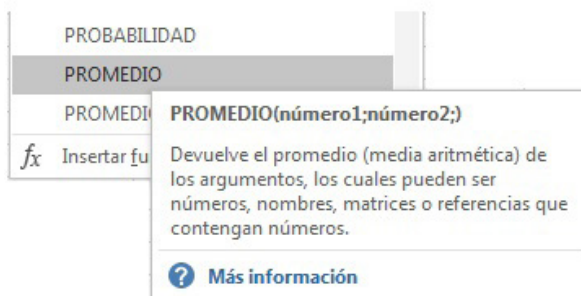 PROBABILIDAD
PROMEDIO
PROMEDI
fx Insertar fu
PROMEDIO(número1;número2;)
Devuelve el promedio (media aritmética) de
los argumentos, los cuales pueden ser
números, nombres, matrices o referencias que
contengan números.
Más información